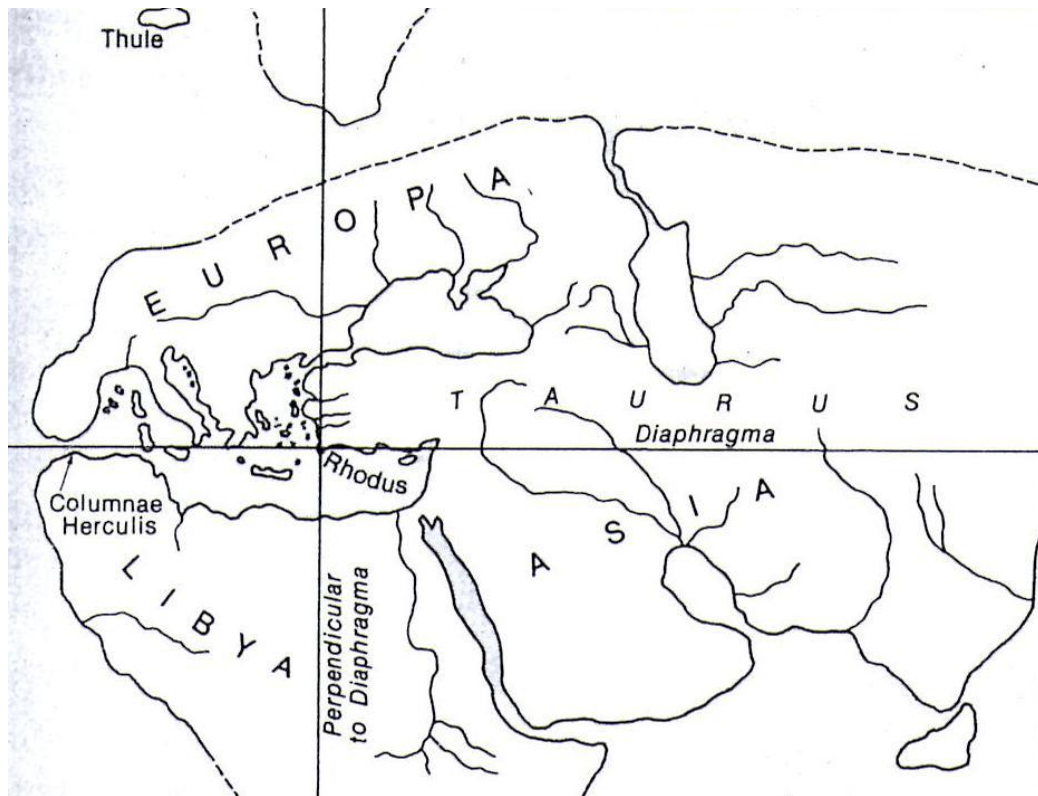 Thule
EUROPA
TAURUS
Diaphragma
Rhodus
Columnae
Herculis
ASIA
LIBYA
Perpendicular
to Diaphragma